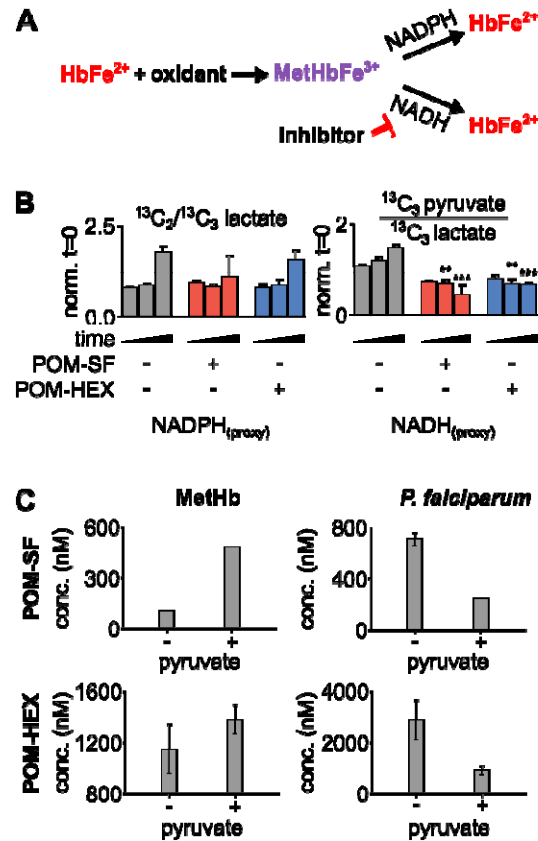 A
HbFe²⁺ + oxidant MetHbFe³⁺
NADPH
HbFe²⁺
Inhibitor
NADH
HbFe²⁺
B
¹³C₂/¹³C₃ lactate
norm. t=0
2.5
0.0
¹³C₃ pyruvate
¹³C₃ lactate
norm. t=0
2
0
** ***
** ***
time
POM-SF - + - - + -
POM-HEX - - + - - +
NADPH(proxy)
NADH(proxy)
C
MetHb
P. falciparum
POM-SF
conc. (nM)
600
300
0
- +
pyruvate
conc. (nM)
800
400
0
- +
pyruvate
POM-HEX
conc. (nM)
1600
1200
800
- +
pyruvate
conc. (nM)
4000
2000
0
- +
pyruvate